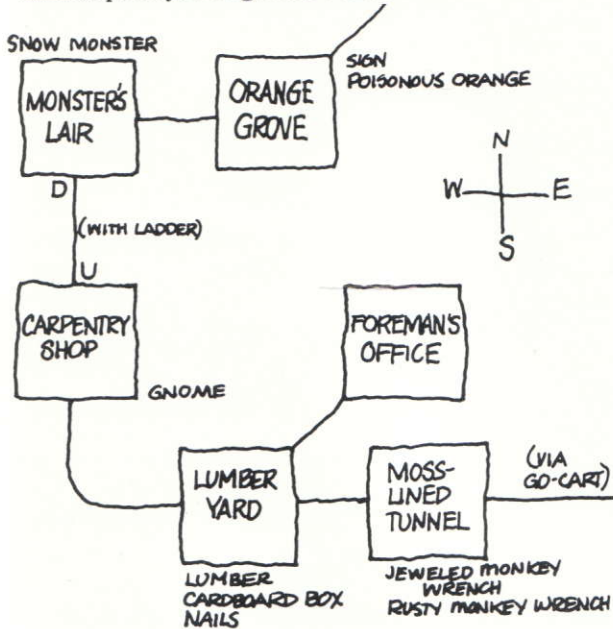 SNOW MONSTER
MONSTER'S
LAIR
ORANGE
GROVE
SIGN
POISONOUS ORANGE
N
W
E
S
D
(WITH LADDER)
U
CARPENTRY
SHOP
GNOME
FOREMAN'S
OFFICE
LUMBER
YARD
MOSS-
LINED
TUNNEL
(VIA
GO-CART)
LUMBER
CARDBOARD BOX
NAILS
JEWELED MONKEY
WRENCH
RUSTY MONKEY WRENCH